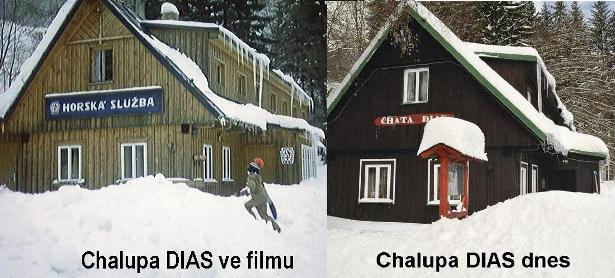 HORSKÁ SLUŽBA
CHATA DIAS
Chalupa DIAS ve filmu
Chalupa DIAS dnes